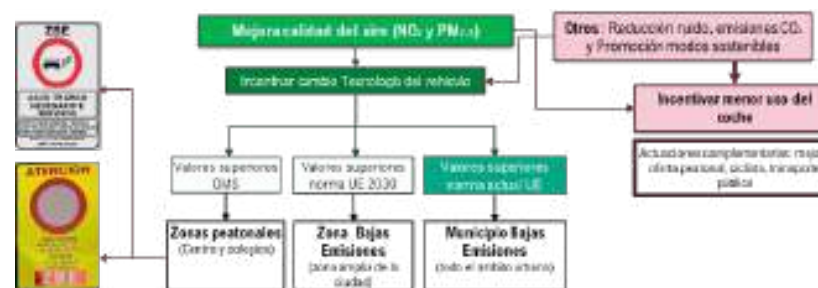 ZBE
Mejora calidad del aire (NO₂ y PM₂.₅)
Otros: Reducción ruido, emisiones CO₂
y Promoción modos sostenibles
Incentivar cambio Tecnología del vehículo
Incentivar menor uso del
coche
Actuaciones complementarias: mejora
oferta peatonal, ciclista, transporte
público
ATENCIÓN
Valores superiores
OMS
Valores superiores
norma UE 2030
Valores superiores
norma actual UE
Zonas peatonales
(Centro y colegios)
Zona Bajas
Emisiones
(zona amplia de la
ciudad)
Municipio Bajas
Emisiones
(todo el ámbito urbano)